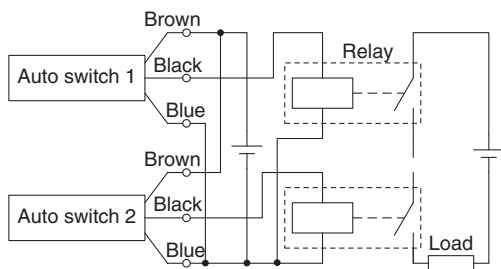 Brown
Auto switch 1
Black
Blue
Relay
Brown
Auto switch 2
Black
Blue
Load